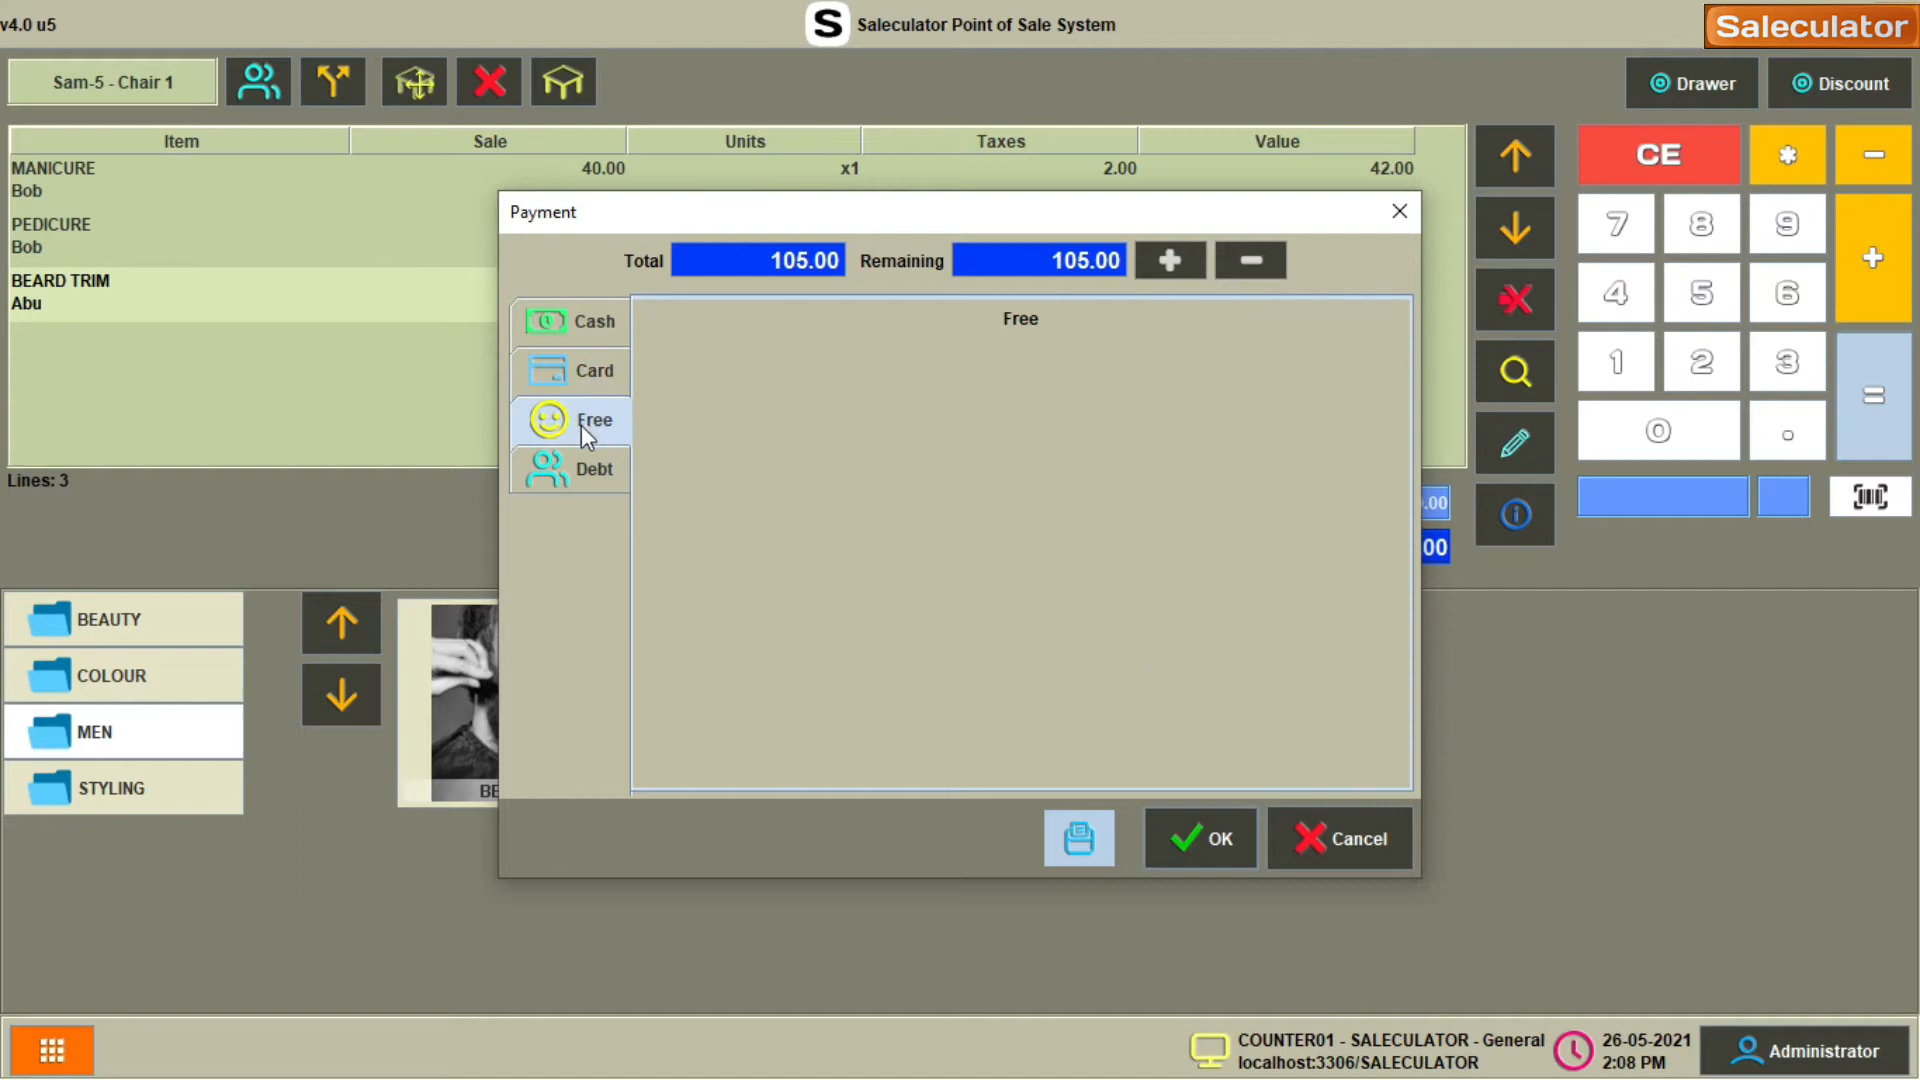 v4.0 u5
S Saleculator Point of Sale System
Saleculator
Sam-5 - Chair 1
Drawer
Discount
Item Sale Units Taxes Value
MANICURE 40.00 x1 2.00 42.00
Bob
PEDICURE
Bob
BEARD TRIM
Abu
Lines: 3
Payment
Total 105.00 Remaining 105.00
Cash
Card
Free
Debt
Free
OK
Cancel
.00
00
CE * -
7 8 9 +
4 5 6
1 2 3 =
0 .
BEAUTY
COLOUR
MEN
STYLING
BE
COUNTER01 - SALECULATOR - General
localhost:3306/SALECULATOR
26-05-2021
2:08 PM
Administrator